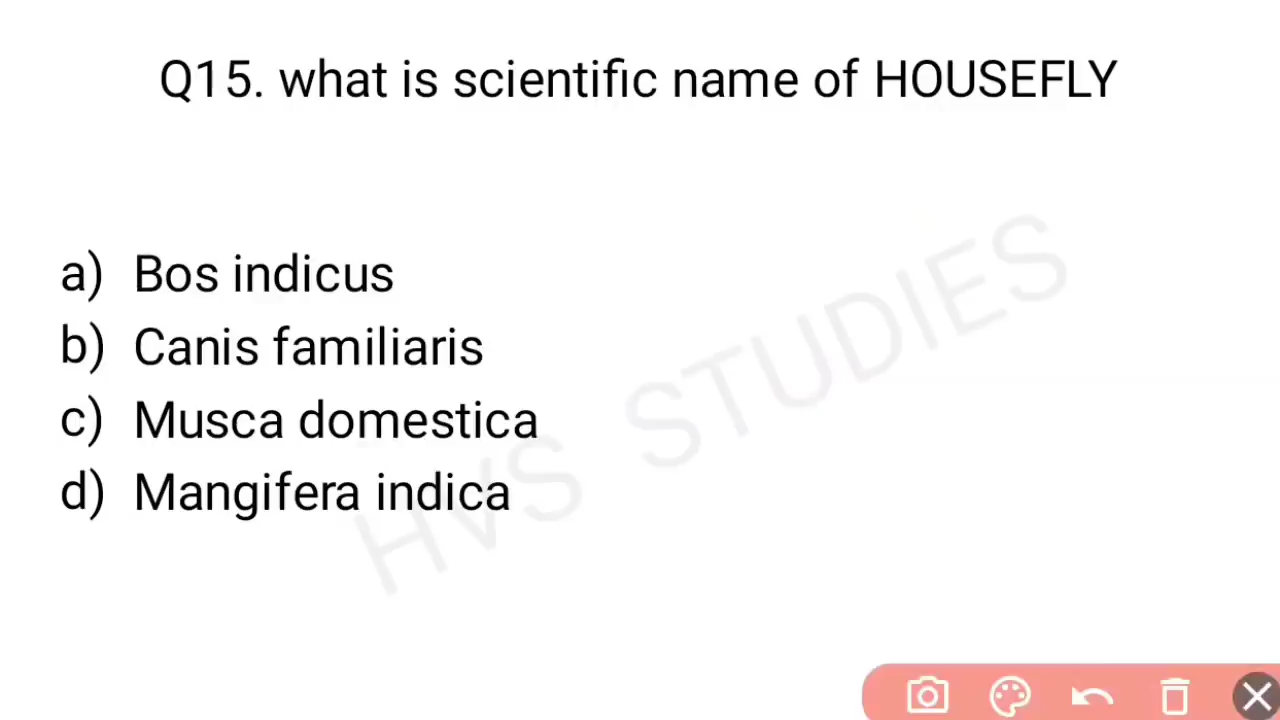 Q15. what is scientific name of HOUSEFLY
a) Bos indicus
b) Canis familiaris
c) Musca domestica
d) Mangifera indica
HVS STUDIES